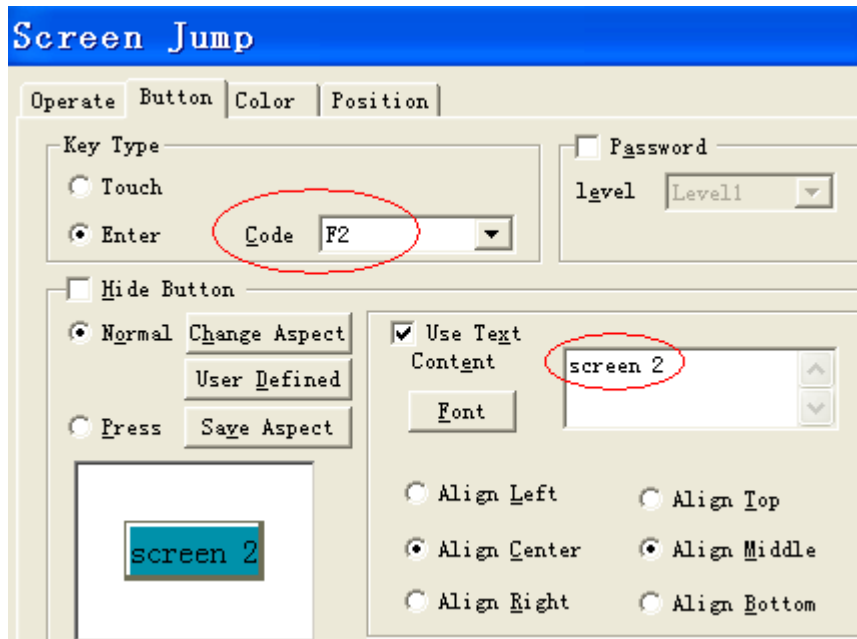 Screen Jump
Operate Button Color Position
Key Type
Touch
Enter Code F2
Password
level Level1
Hide Button
Normal Change Aspect
User Defined
Press Save Aspect
screen 2
Use Text
Content screen 2
Font
Align Left Align Top
Align Center Align Middle
Align Right Align Bottom